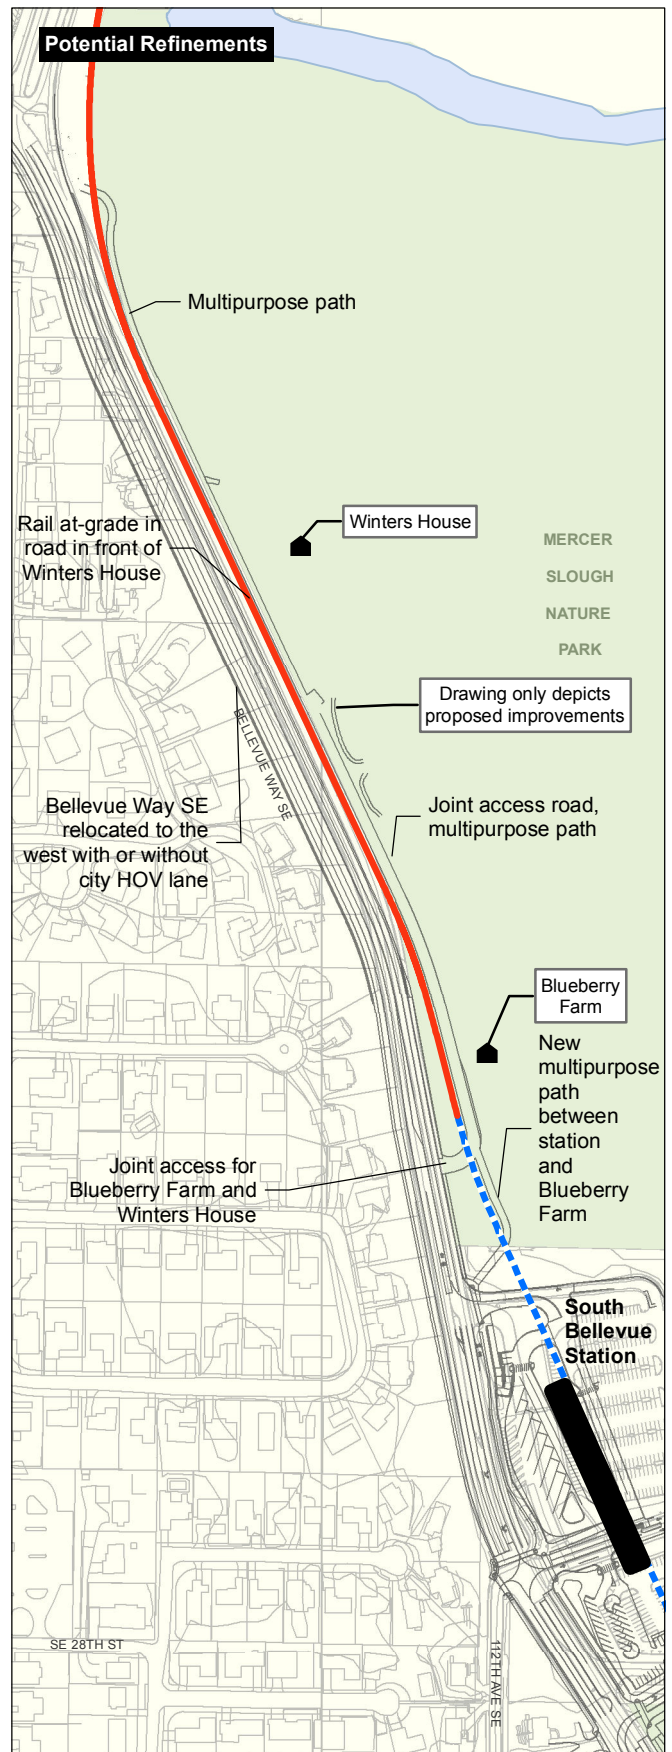 Potential Refinements
Multipurpose path
Winters House
Rail at-grade in
road in front of
Winters House
MERCER
SLOUGH
NATURE
PARK
Drawing only depicts
proposed improvements
BELLEVUE WAY SE
Bellevue Way SE
relocated to the
west with or without
city HOV lane
Joint access road,
multipurpose path
Blueberry
Farm
New
multipurpose
path
between
station
and
Blueberry
Farm
Joint access for
Blueberry Farm and
Winters House
South
Bellevue
Station
SE 28TH ST
112TH AVE SE